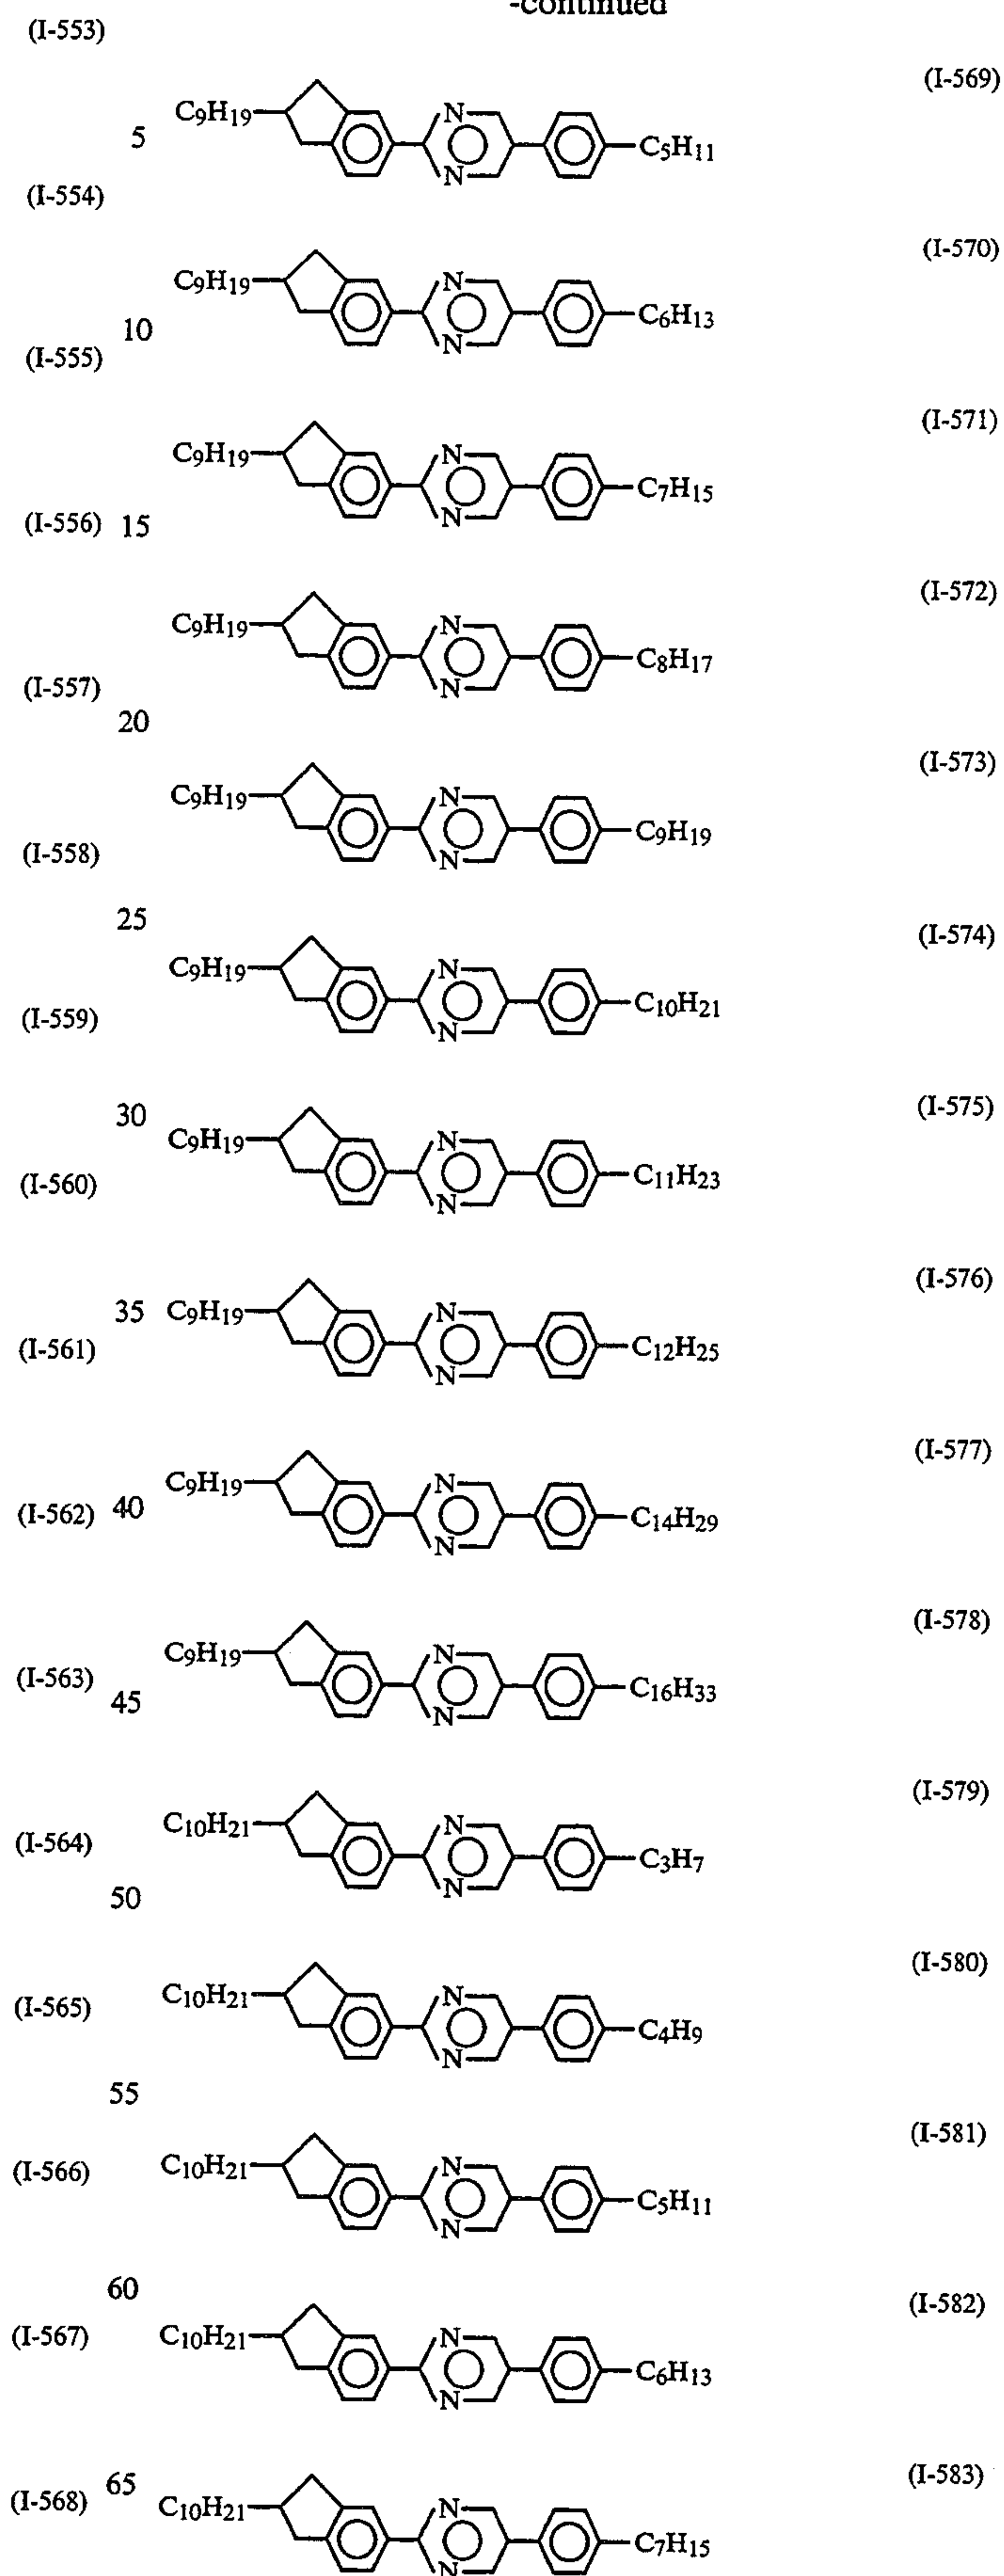 -continued
(I-553)
(I-569)
C9H19 N N C5H11
5
(I-554)
(I-570)
C9H19 N N C6H13
10
(I-555)
(I-571)
C9H19 N N C7H15
(I-556) 15
(I-572)
C9H19 N N C8H17
(I-557)
20
(I-573)
C9H19 N N C9H19
(I-558)
25
(I-574)
C9H19 N N C10H21
(I-559)
30
(I-575)
C9H19 N N C11H23
(I-560)
(I-576)
35 C9H19 N N C12H25
(I-561)
(I-577)
C9H19 N N C14H29
(I-562) 40
(I-578)
C9H19 N N C16H33
(I-563)
45
(I-579)
C10H21 N N C3H7
(I-564)
50
(I-580)
C10H21 N N C4H9
(I-565)
55
(I-581)
C10H21 N N C5H11
(I-566)
60
(I-582)
C10H21 N N C6H13
(I-567)
(I-583)
65
C10H21 N N C7H15
(I-568)